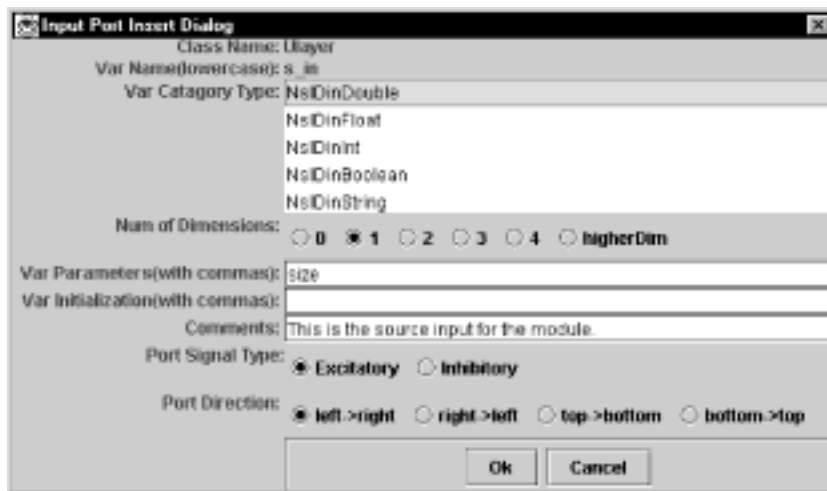 Input Port Insert Dialog
Class Name: Ulayer
Var Name(lowercase): s_in
Var Catagory Type: NslDinDouble
NslDinFloat
NslDinInt
NslDinBoolean
NslDinString
Num of Dimensions: 0 1 2 3 4 higherDim
Var Parameters(with commas): size
Var Initialization(with commas):
Comments: This is the source input for the module.
Port Signal Type: Excitatory Inhibitory
Port Direction: left->right right->left top->bottom bottom->top
Ok Cancel